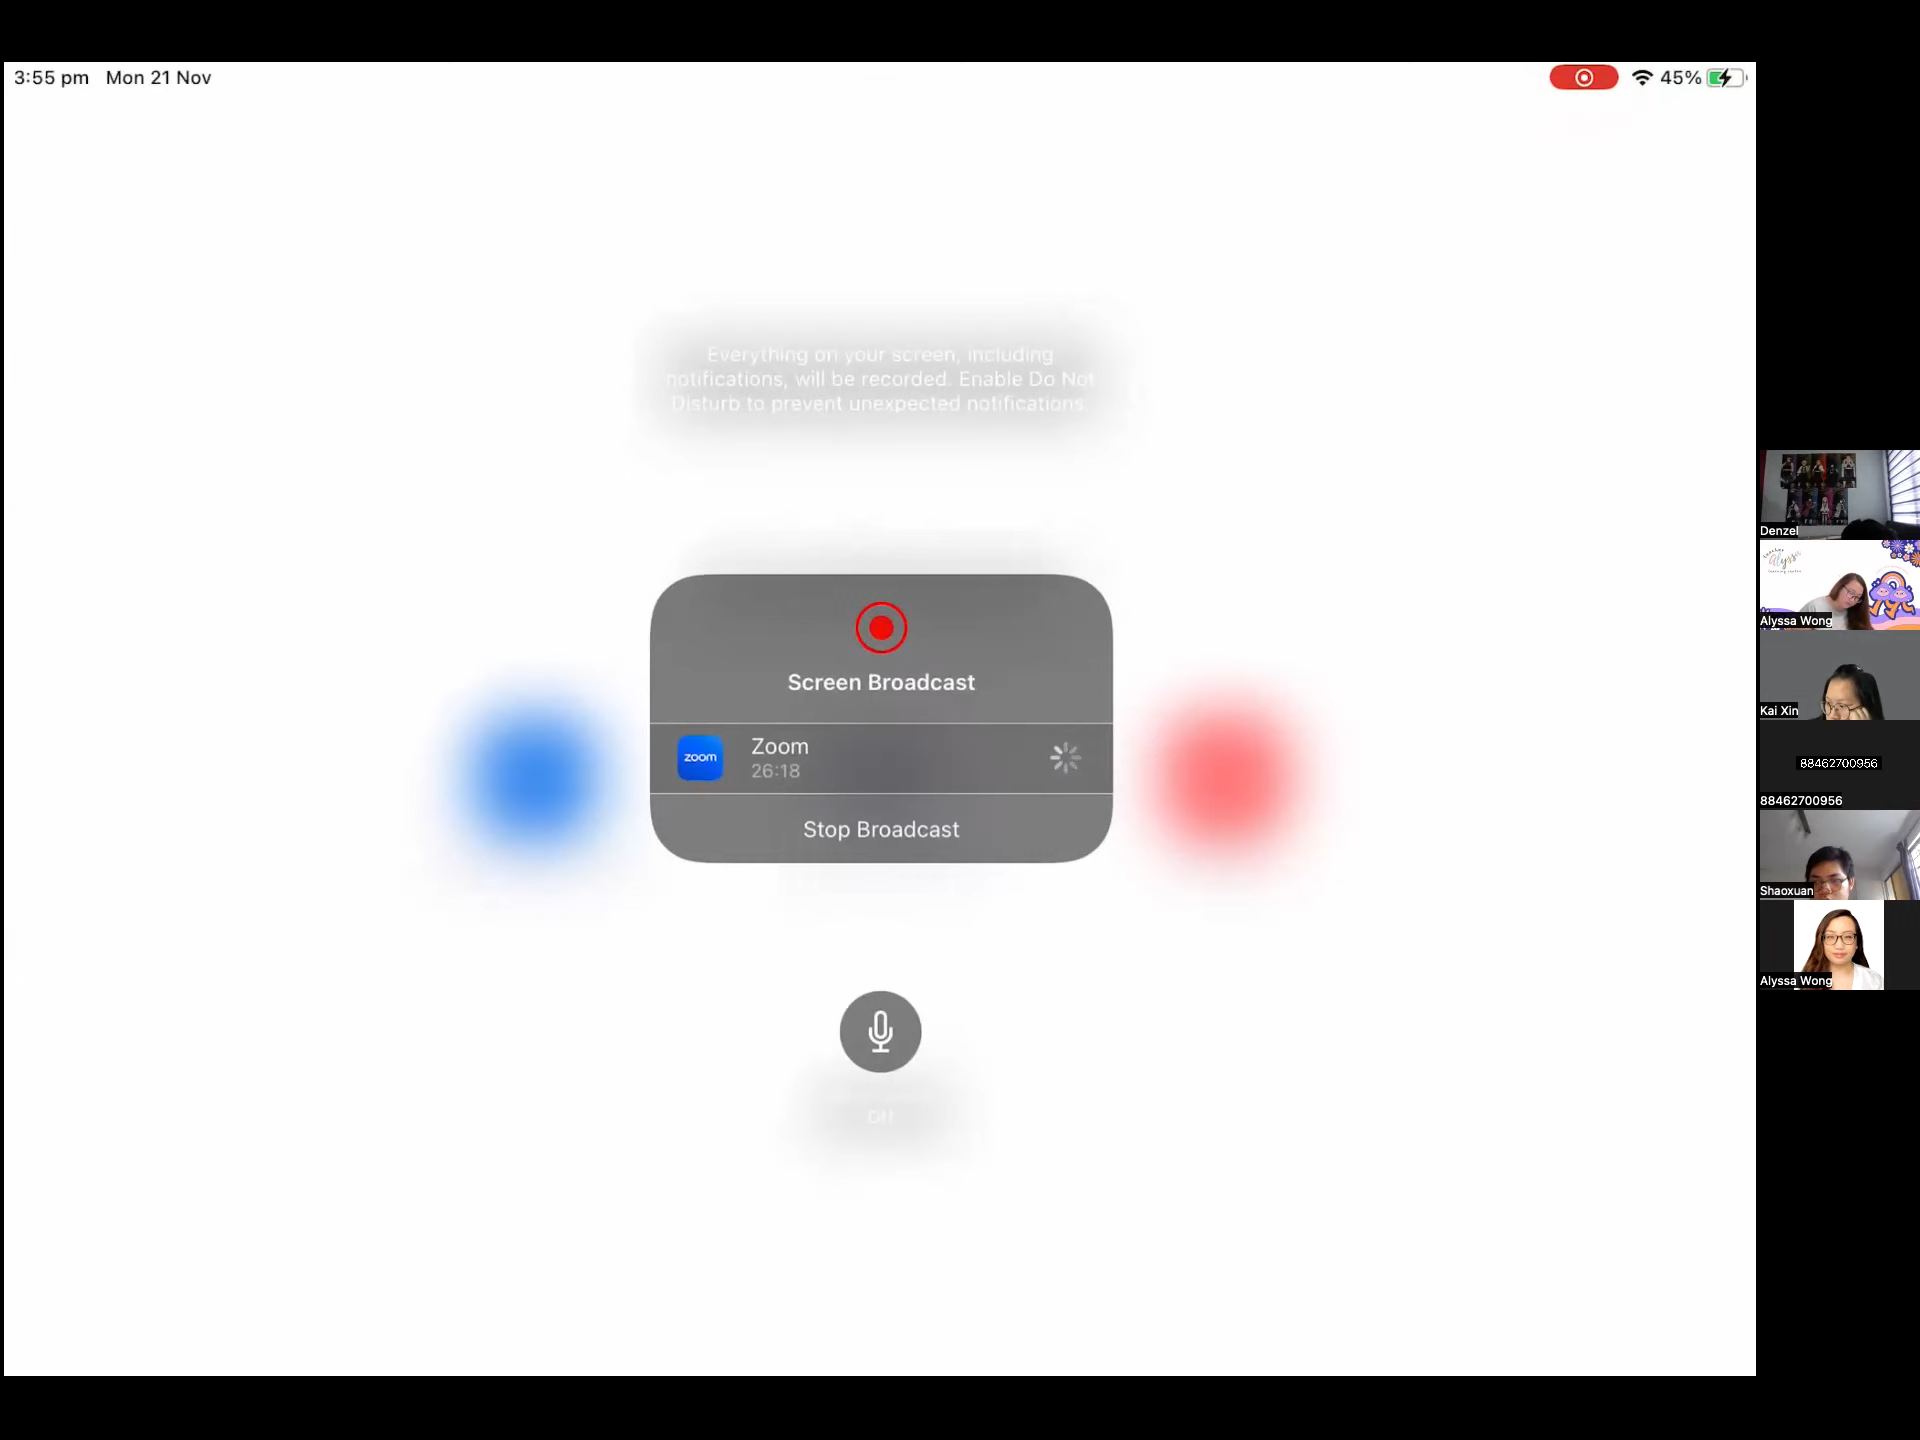 3:55 pm Mon 21 Nov
45%
Everything on your screen, including
notifications, will be recorded. Enable Do Not
Disturb to prevent unexpected notifications.
Screen Broadcast
zoom
Zoom
26:18
Stop Broadcast
Off
Denzel
alyssa
Alyssa Wong
Kai Xin
88462700956
88462700956
Shaoxuan
Alyssa Wong